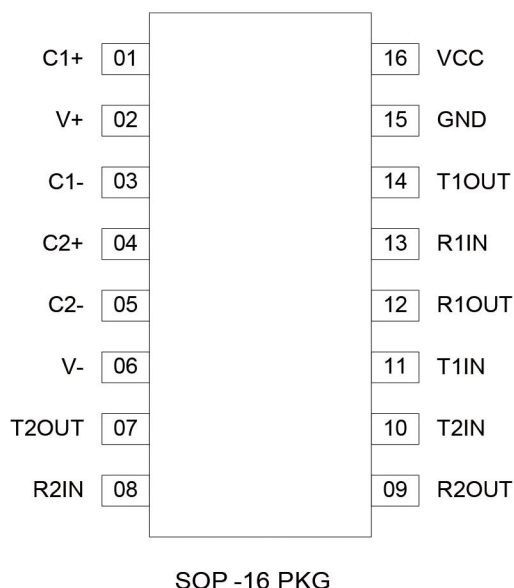 C1+ 01 16 VCC
V+ 02 15 GND
C1- 03 14 T1OUT
C2+ 04 13 R1IN
C2- 05 12 R1OUT
V- 06 11 T1IN
T2OUT 07 10 T2IN
R2IN 08 09 R2OUT
SOP -16 PKG